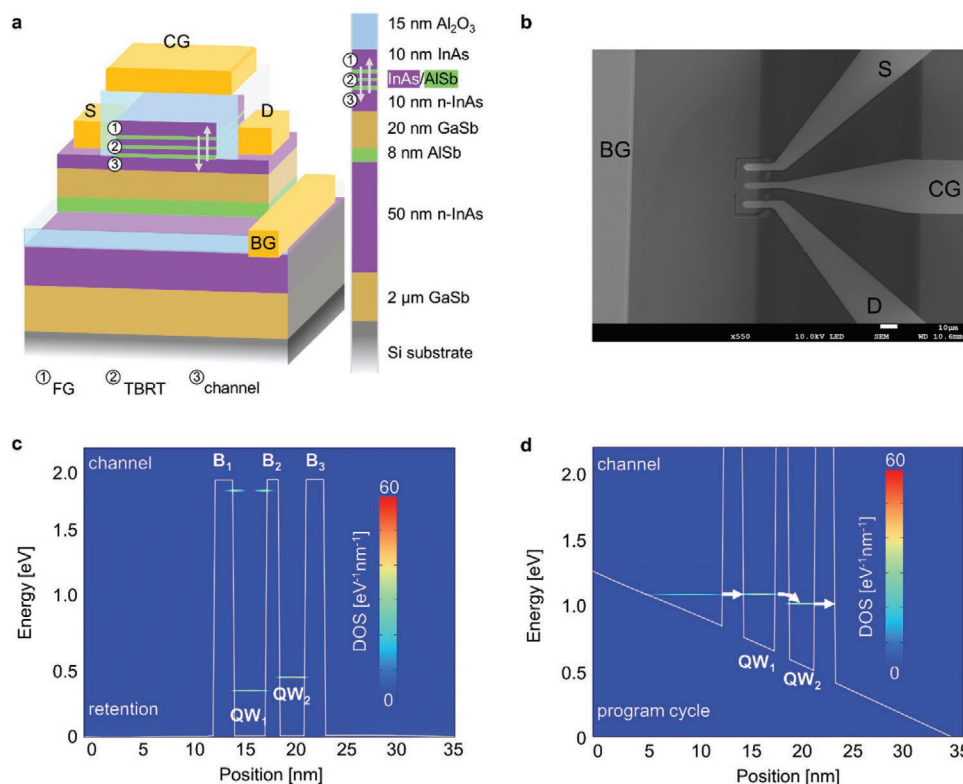 a
CG
S
D
①
②
③
BG
①FG ②TBRT ③channel
①
②
③
15 nm Al₂O₃
10 nm InAs
InAs/AlSb
10 nm n-InAs
20 nm GaSb
8 nm AlSb
50 nm n-InAs
2 µm GaSb
Si substrate
b
S
BG
CG
D
10µm
x550 10.0kV LED SEM WD 10.6mm
c
channel
B₁ B₂ B₃
60
DOS [eV⁻¹nm⁻¹]
0
QW₁ QW₂
retention
Energy [eV]
2.0
1.5
1.0
0.5
0
0 5 10 15 20 25 30 35
Position [nm]
d
channel
60
DOS [eV⁻¹nm⁻¹]
0
QW₁
QW₂
program cycle
Energy [eV]
2.0
1.5
1.0
0.5
0
0 5 10 15 20 25 30 35
Position [nm]